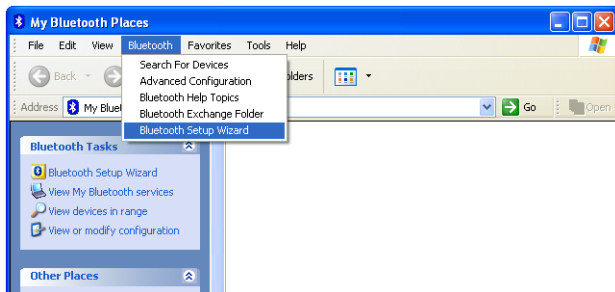 My Bluetooth Places
File Edit View Bluetooth Favorites Tools Help
Back
Search For Devices
Advanced Configuration
Bluetooth Help Topics
Bluetooth Exchange Folder
Bluetooth Setup Wizard
Address My Go Open
Bluetooth Tasks
Bluetooth Setup Wizard
View My Bluetooth services
View devices in range
View or modify configuration
Other Places